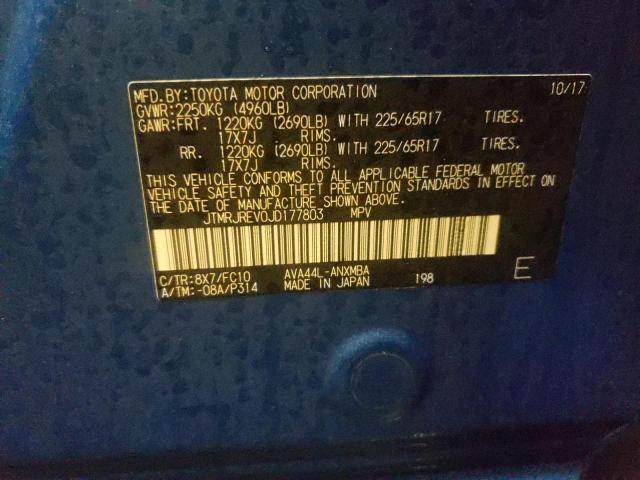 MFD.BY:TOYOTA MOTOR CORPORATION 10/17
GVWR:2250KG (4960LB)
GAWR:FRT. 1220KG (2690LB) WITH 225/65R17 TIRES.
17X7J RIMS.
RR. 1220KG (2690LB) WITH 225/65R17 TIRES.
17X7J RIMS.
THIS VEHICLE CONFORMS TO ALL APPLICABLE FEDERAL MOTOR
VEHICLE SAFETY AND THEFT PREVENTION STANDARDS IN EFFECT ON
THE DATE OF MANUFACTURE SHOWN ABOVE.
JTMRJREV0JD177803 MPV
C/TR:8X7/FC10 AVA44L-ANXMBA
A/TM:-08A/P314 MADE IN JAPAN 198 E